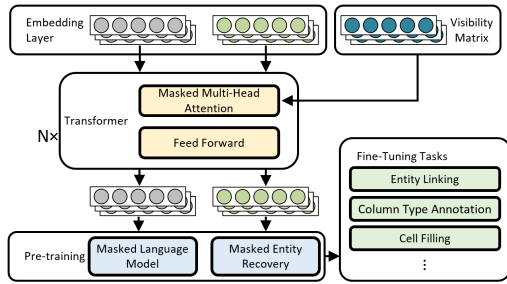 Embedding
Layer
Visibility
Matrix
N×
Transformer
Masked Multi-Head
Attention
Feed Forward
Pre-training
Masked Language
Model
Masked Entity
Recovery
Fine-Tuning Tasks
Entity Linking
Column Type Annotation
Cell Filling
⋮